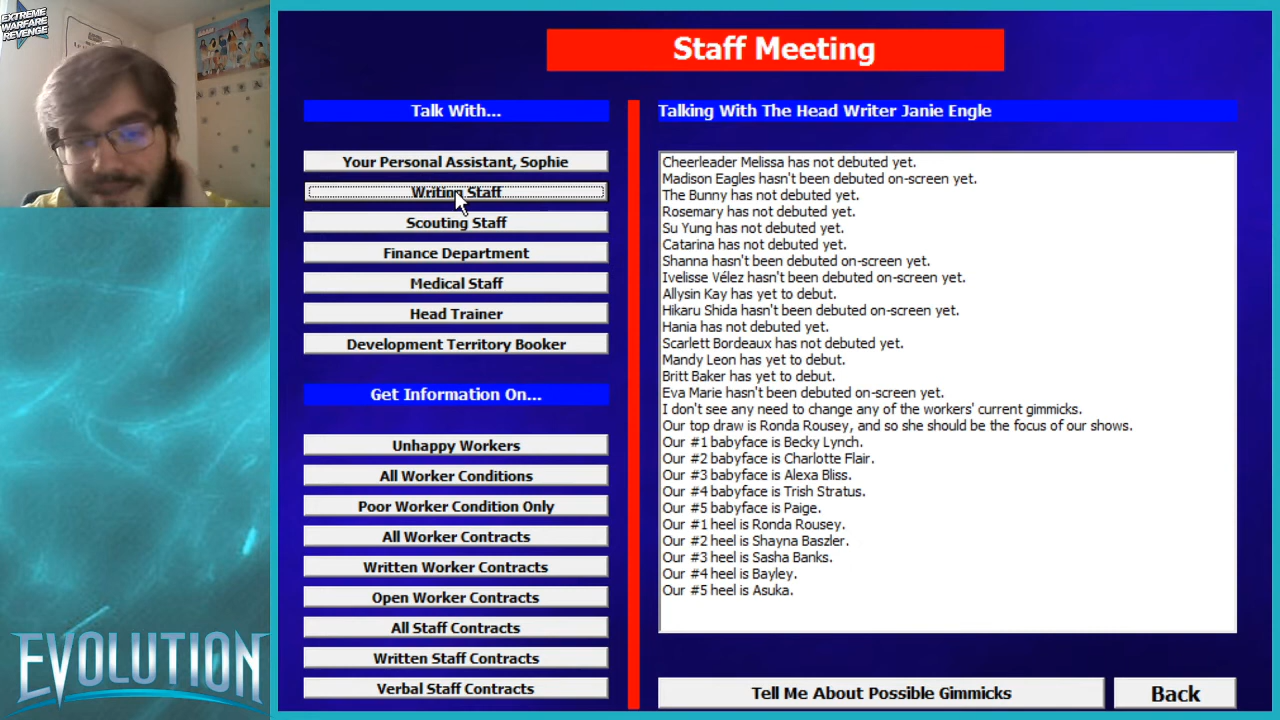 EXTREME
WARFARE
REVENGE
Staff Meeting
Talk With...
Your Personal Assistant, Sophie
Writing Staff
Scouting Staff
Finance Department
Medical Staff
Head Trainer
Development Territory Booker
Get Information On...
Unhappy Workers
All Worker Conditions
Poor Worker Condition Only
All Worker Contracts
Written Worker Contracts
Open Worker Contracts
All Staff Contracts
Written Staff Contracts
Verbal Staff Contracts
Talking With The Head Writer Janie Engle
Cheerleader Melissa has not debuted yet.
Madison Eagles hasn't been debuted on-screen yet.
The Bunny has not debuted yet.
Rosemary has not debuted yet.
Su Yung has not debuted yet.
Catarina has not debuted yet.
Shanna hasn't been debuted on-screen yet.
Ivelisse Vélez hasn't been debuted on-screen yet.
Allysin Kay has yet to debut.
Hikaru Shida hasn't been debuted on-screen yet.
Hania has not debuted yet.
Scarlett Bordeaux has not debuted yet.
Mandy Leon has yet to debut.
Britt Baker has yet to debut.
Eva Marie hasn't been debuted on-screen yet.
I don't see any need to change any of the workers' current gimmicks.
Our top draw is Ronda Rousey, and so she should be the focus of our shows.
Our #1 babyface is Becky Lynch.
Our #2 babyface is Charlotte Flair.
Our #3 babyface is Alexa Bliss.
Our #4 babyface is Trish Stratus.
Our #5 babyface is Paige.
Our #1 heel is Ronda Rousey.
Our #2 heel is Shayna Baszler.
Our #3 heel is Sasha Banks.
Our #4 heel is Bayley.
Our #5 heel is Asuka.
Tell Me About Possible Gimmicks
Back
EVOLUTION